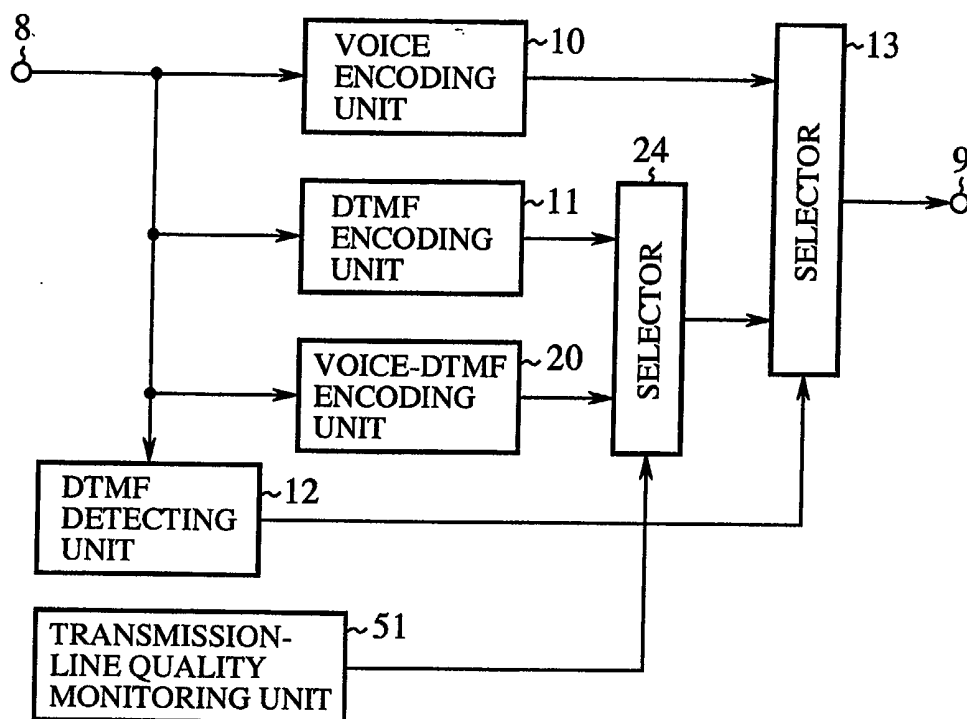 8
VOICE
ENCODING
UNIT
~10
13
SELECTOR
9
DTMF
ENCODING
UNIT
~11
24
SELECTOR
VOICE-DTMF
ENCODING
UNIT
~20
DTMF
DETECTING
UNIT
~12
TRANSMISSION-
LINE QUALITY
MONITORING UNIT
~51